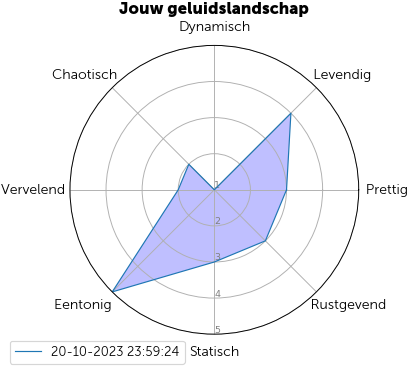 Jouw geluidslandschap
Dynamisch
Chaotisch
Levendig
1
Vervelend
Prettig
2
3
4
Eentonig
Rustgevend
5
20-10-2023 23:59:24
Statisch